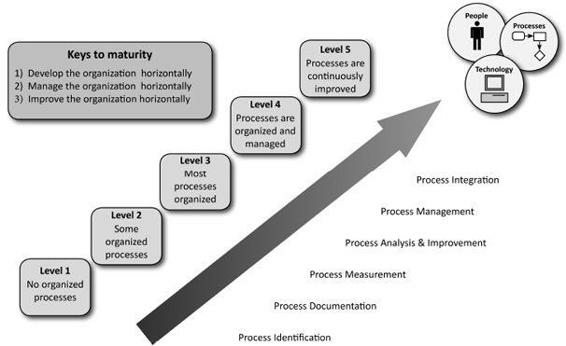 Keys to maturity
1) Develop the organization horizontally
2) Manage the organization horizontally
3) Improve the organization horizontally
Level 5
Processes are
continuously
improved
Level 4
Processes are
organized and
managed
Level 3
Most
processes
organized
Level 2
Some
organized
processes
Level 1
No organized
processes
People
Processes
Technology
Process Integration
Process Management
Process Analysis & Improvement
Process Measurement
Process Documentation
Process Identification